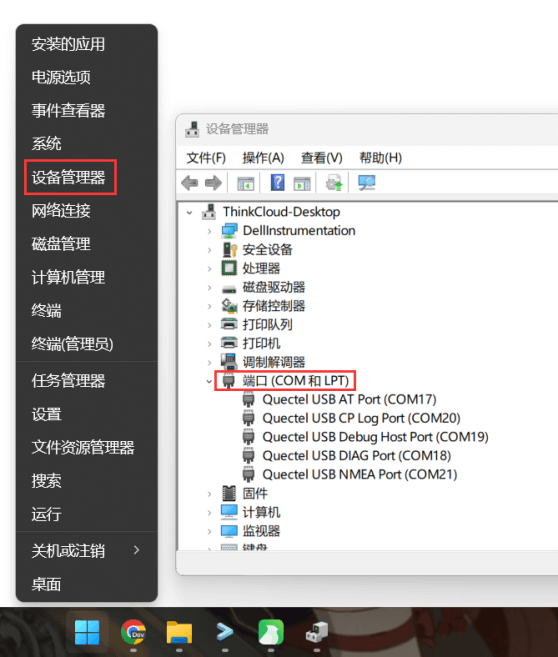 安装的应用
电源选项
事件查看器
系统
设备管理器
网络连接
磁盘管理
计算机管理
终端
终端(管理员)
任务管理器
设置
文件资源管理器
搜索
运行
关机或注销
桌面
设备管理器
文件(F) 操作(A) 查看(V) 帮助(H)
ThinkCloud-Desktop
DellInstrumentation
安全设备
处理器
磁盘驱动器
存储控制器
打印队列
打印机
调制解调器
端口 (COM 和 LPT)
Quectel USB AT Port (COM17)
Quectel USB CP Log Port (COM20)
Quectel USB Debug Host Port (COM19)
Quectel USB DIAG Port (COM18)
Quectel USB NMEA Port (COM21)
固件
计算机
监视器
键盘
Dev